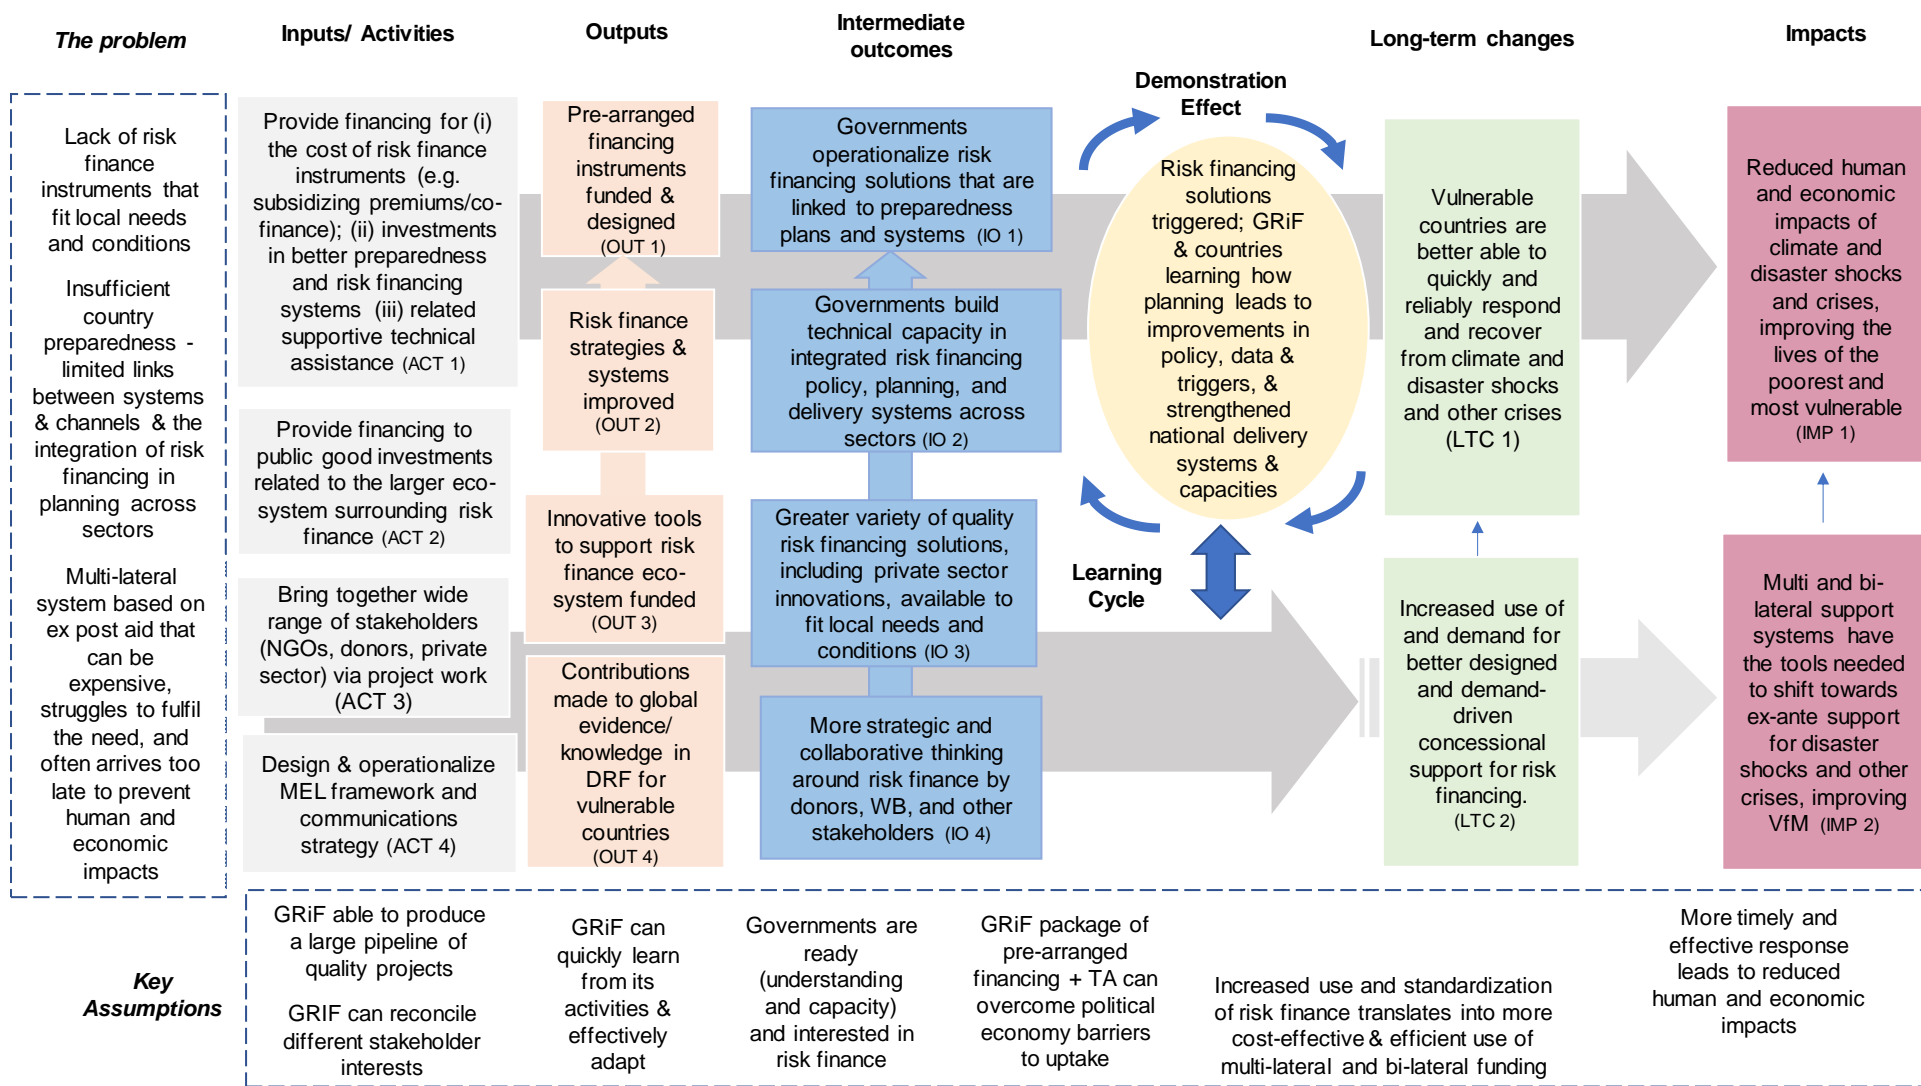 The problem
Inputs/ Activities
Outputs
Intermediate
outcomes
Long-term changes
Impacts
Lack of risk
finance
instruments that
fit local needs
and conditions
Insufficient
country
preparedness -
limited links
between systems
& channels & the
integration of risk
financing in
planning across
sectors
Multi-lateral
system based on
ex post aid that
can be
expensive,
struggles to fulfil
the need, and
often arrives too
late to prevent
human and
economic
impacts
Provide financing for (i)
the cost of risk finance
instruments (e.g.
subsidizing premiums/co-
finance); (ii) investments
in better preparedness
and risk financing
systems (iii) related
supportive technical
assistance (ACT 1)
Provide financing to
public good investments
related to the larger eco-
system surrounding risk
finance (ACT 2)
Bring together wide
range of stakeholders
(NGOs, donors, private
sector) via project work
(ACT 3)
Design & operationalize
MEL framework and
communications
strategy (ACT 4)
Pre-arranged
financing
instruments
funded &
designed
(OUT 1)
Risk finance
strategies &
systems
improved
(OUT 2)
Innovative tools
to support risk
finance eco-
system funded
(OUT 3)
Contributions
made to global
evidence/
knowledge in
DRF for
vulnerable
countries
(OUT 4)
Governments
operationalize risk
financing solutions that are
linked to preparedness
plans and systems (IO 1)
Governments build
technical capacity in
integrated risk financing
policy, planning, and
delivery systems across
sectors (IO 2)
Greater variety of quality
risk financing solutions,
including private sector
innovations, available to
fit local needs and
conditions (IO 3)
More strategic and
collaborative thinking
around risk finance by
donors, WB, and other
stakeholders (IO 4)
Demonstration
Effect
Risk financing
solutions
triggered; GRiF
& countries
learning how
planning leads to
improvements in
policy, data &
triggers, &
strengthened
national delivery
systems &
capacities
Learning
Cycle
Vulnerable
countries are
better able to
quickly and
reliably respond
and recover
from climate and
disaster shocks
and other crises
(LTC 1)
Increased use of
and demand for
better designed
and demand-
driven
concessional
support for risk
financing.
(LTC 2)
Reduced human
and economic
impacts of
climate and
disaster shocks
and crises,
improving the
lives of the
poorest and
most vulnerable
(IMP 1)
Multi and bi-
lateral support
systems have
the tools needed
to shift towards
ex-ante support
for disaster
shocks and other
crises, improving
VfM (IMP 2)
Key
Assumptions
GRiF able to produce
a large pipeline of
quality projects
GRIF can reconcile
different stakeholder
interests
GRiF can
quickly learn
from its
activities &
effectively
adapt
Governments are
ready
(understanding
and capacity)
and interested in
risk finance
GRiF package of
pre-arranged
financing + TA can
overcome political
economy barriers
to uptake
Increased use and standardization
of risk finance translates into more
cost-effective & efficient use of
multi-lateral and bi-lateral funding
More timely and
effective response
leads to reduced
human and economic
impacts